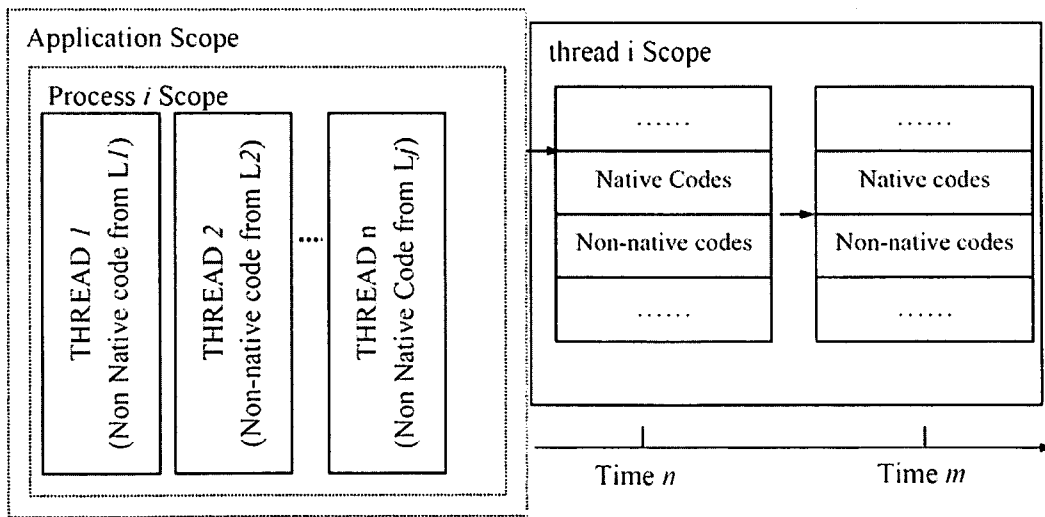 Application Scope
Process i Scope
THREAD 1
(Non Native code from L1)
THREAD 2
(Non-native code from L2)
.....
THREAD n
(Non Native Code from Lj)
thread i Scope
......
Native Codes
Non-native codes
......
......
Native codes
Non-native codes
......
Time n
Time m